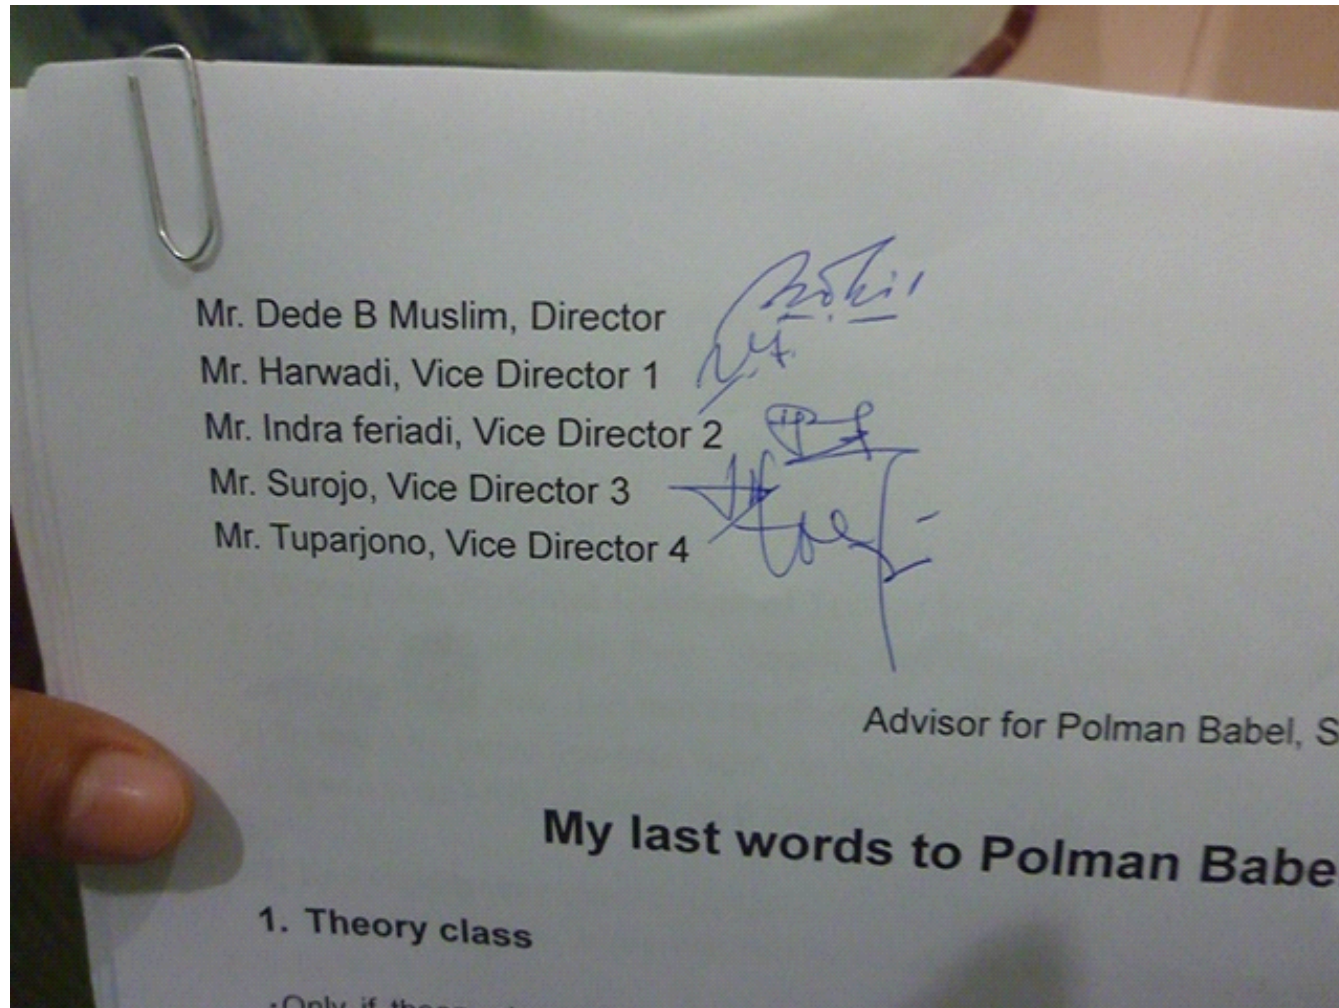 Mr. Dede B Muslim, Director
Mr. Harwadi, Vice Director 1
Mr. Indra feriadi, Vice Director 2
Mr. Surojo, Vice Director 3
Mr. Tuparjono, Vice Director 4
Advisor for Polman Babel, S
My last words to Polman Babe
1. Theory class
·Only if